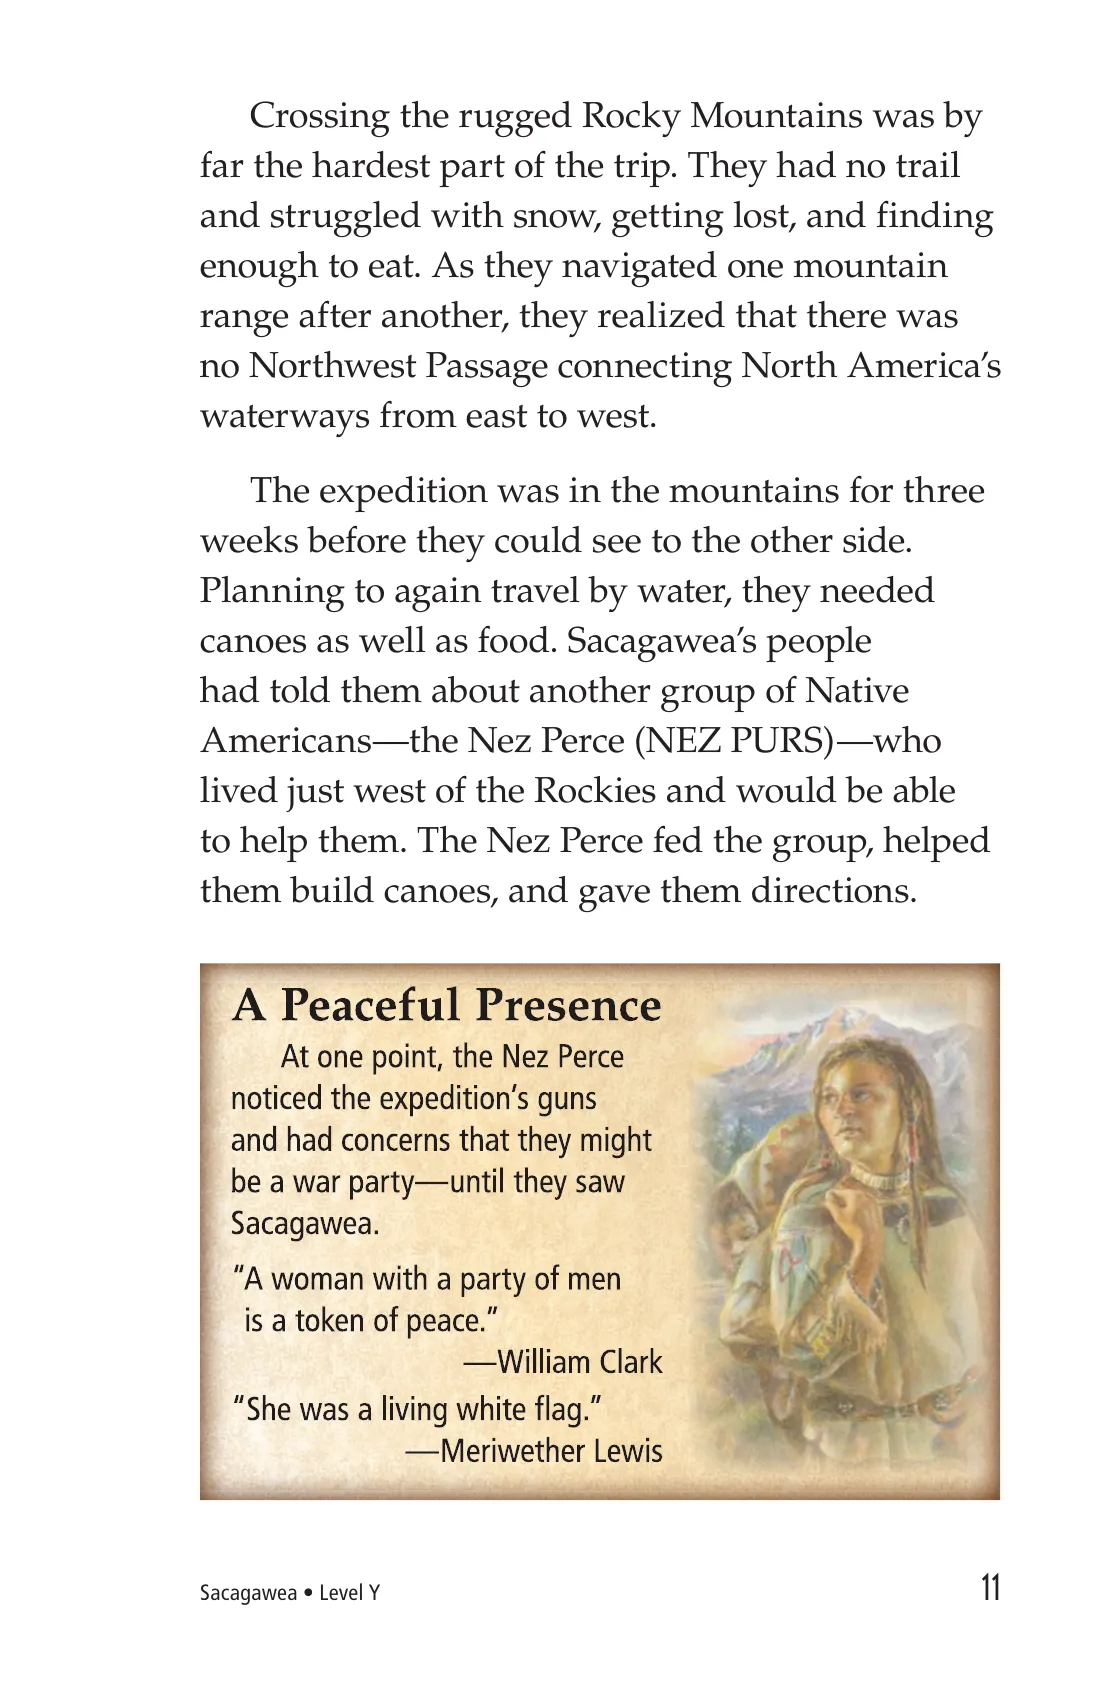 Crossing the rugged Rocky Mountains was by
far the hardest part of the trip. They had no trail
and struggled with snow, getting lost, and finding
enough to eat. As they navigated one mountain
range after another, they realized that there was
no Northwest Passage connecting North America’s
waterways from east to west.
The expedition was in the mountains for three
weeks before they could see to the other side.
Planning to again travel by water, they needed
canoes as well as food. Sacagawea’s people
had told them about another group of Native
Americans—the Nez Perce (NEZ PURS)—who
lived just west of the Rockies and would be able
to help them. The Nez Perce fed the group, helped
them build canoes, and gave them directions.
A Peaceful Presence
At one point, the Nez Perce
noticed the expedition’s guns
and had concerns that they might
be a war party—until they saw
Sacagawea.
“A woman with a party of men
is a token of peace.”
—William Clark
“She was a living white flag.”
—Meriwether Lewis
Sacagawea • Level Y
11